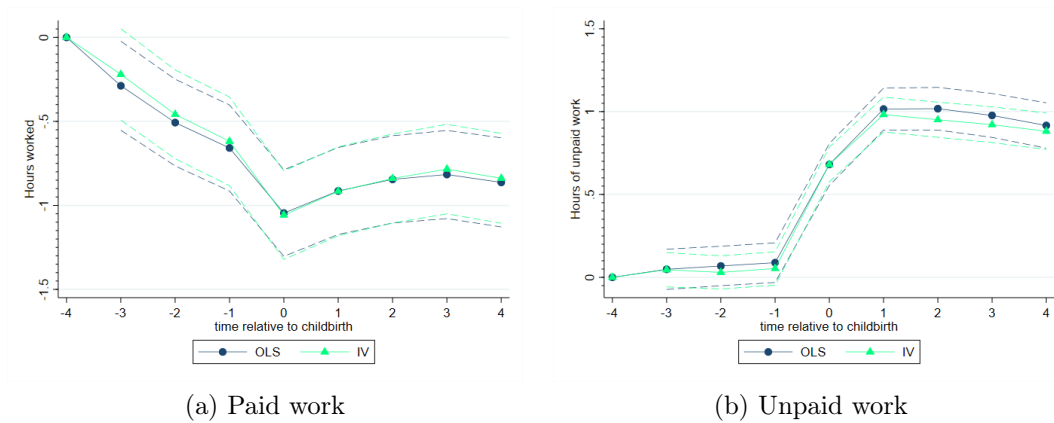 Hours worked
0
-.5
-1
-1.5
-4 -3 -2 -1 0 1 2 3 4
time relative to childbirth
OLS IV
(a) Paid work
Hours of unpaid work
1.5
1
.5
0
-4 -3 -2 -1 0 1 2 3 4
time relative to childbirth
OLS IV
(b) Unpaid work